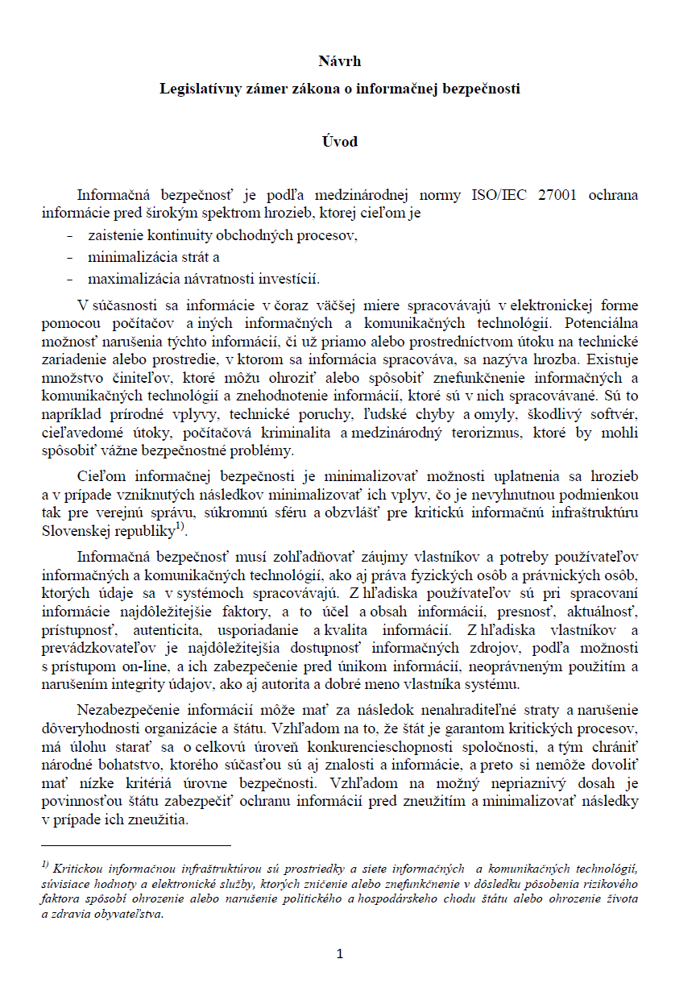 Návrh
Legislatívny zámer zákona o informačnej bezpečnosti
Úvod
Informačná bezpečnosť je podľa medzinárodnej normy ISO/IEC 27001 ochrana
informácie pred širokým spektrom hrozieb, ktorej cieľom je
- zaistenie kontinuity obchodných procesov,
- minimalizácia strát a
- maximalizácia návratnosti investícií.
V súčasnosti sa informácie v čoraz väčšej miere spracovávajú v elektronickej forme
pomocou počítačov a iných informačných a komunikačných technológií. Potenciálna
možnosť narušenia týchto informácií, či už priamo alebo prostredníctvom útoku na technické
zariadenie alebo prostredie, v ktorom sa informácia spracováva, sa nazýva hrozba. Existuje
množstvo činiteľov, ktoré môžu ohroziť alebo spôsobiť znefunkčnenie informačných a
komunikačných technológií a znehodnotenie informácií, ktoré sú v nich spracovávané. Sú to
napríklad prírodné vplyvy, technické poruchy, ľudské chyby a omyly, škodlivý softvér,
cieľavedomé útoky, počítačová kriminalita a medzinárodný terorizmus, ktoré by mohli
spôsobiť vážne bezpečnostné problémy.
Cieľom informačnej bezpečnosti je minimalizovať možnosti uplatnenia sa hrozieb
a v prípade vzniknutých následkov minimalizovať ich vplyv, čo je nevyhnutnou podmienkou
tak pre verejnú správu, súkromnú sféru a obzvlášť pre kritickú informačnú infraštruktúru
Slovenskej republiky1).
Informačná bezpečnosť musí zohľadňovať záujmy vlastníkov a potreby používateľov
informačných a komunikačných technológií, ako aj práva fyzických osôb a právnických osôb,
ktorých údaje sa v systémoch spracovávajú. Z hľadiska používateľov sú pri spracovaní
informácie najdôležitejšie faktory, a to účel a obsah informácií, presnosť, aktuálnosť,
prístupnosť, autenticita, usporiadanie a kvalita informácií. Z hľadiska vlastníkov a
prevádzkovateľov je najdôležitejšia dostupnosť informačných zdrojov, podľa možnosti
s prístupom on-line, a ich zabezpečenie pred únikom informácií, neoprávneným použitím a
narušením integrity údajov, ako aj autorita a dobré meno vlastníka systému.
Nezabezpečenie informácií môže mať za následok nenahraditeľné straty a narušenie
dôveryhodnosti organizácie a štátu. Vzhľadom na to, že štát je garantom kritických procesov,
má úlohu starať sa o celkovú úroveň konkurencieschopnosti spoločnosti, a tým chrániť
národné bohatstvo, ktorého súčasťou sú aj znalosti a informácie, a preto si nemôže dovoliť
mať nízke kritériá úrovne bezpečnosti. Vzhľadom na možný nepriaznivý dosah je
povinnosťou štátu zabezpečiť ochranu informácií pred zneužitím a minimalizovať následky
v prípade ich zneužitia.
1) Kritickou informačnou infraštruktúrou sú prostriedky a siete informačných a komunikačných technológií,
súvisiace hodnoty a elektronické služby, ktorých zničenie alebo znefunkčnenie v dôsledku pôsobenia rizikového
faktora spôsobí ohrozenie alebo narušenie politického a hospodárskeho chodu štátu alebo ohrozenie života
a zdravia obyvateľstva.
1